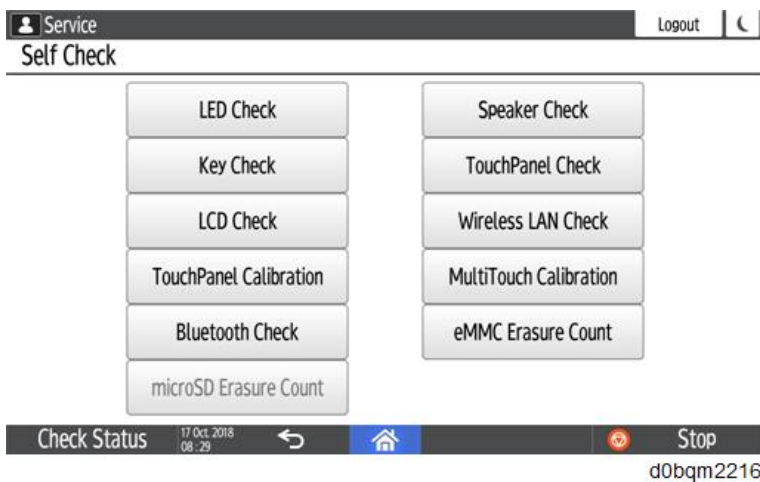 Service
Logout
Self Check
LED Check
Speaker Check
Key Check
TouchPanel Check
LCD Check
Wireless LAN Check
TouchPanel Calibration
MultiTouch Calibration
Bluetooth Check
eMMC Erasure Count
microSD Erasure Count
Check Status
17 Oct. 2018
08 : 29
Stop
d0bqm2216